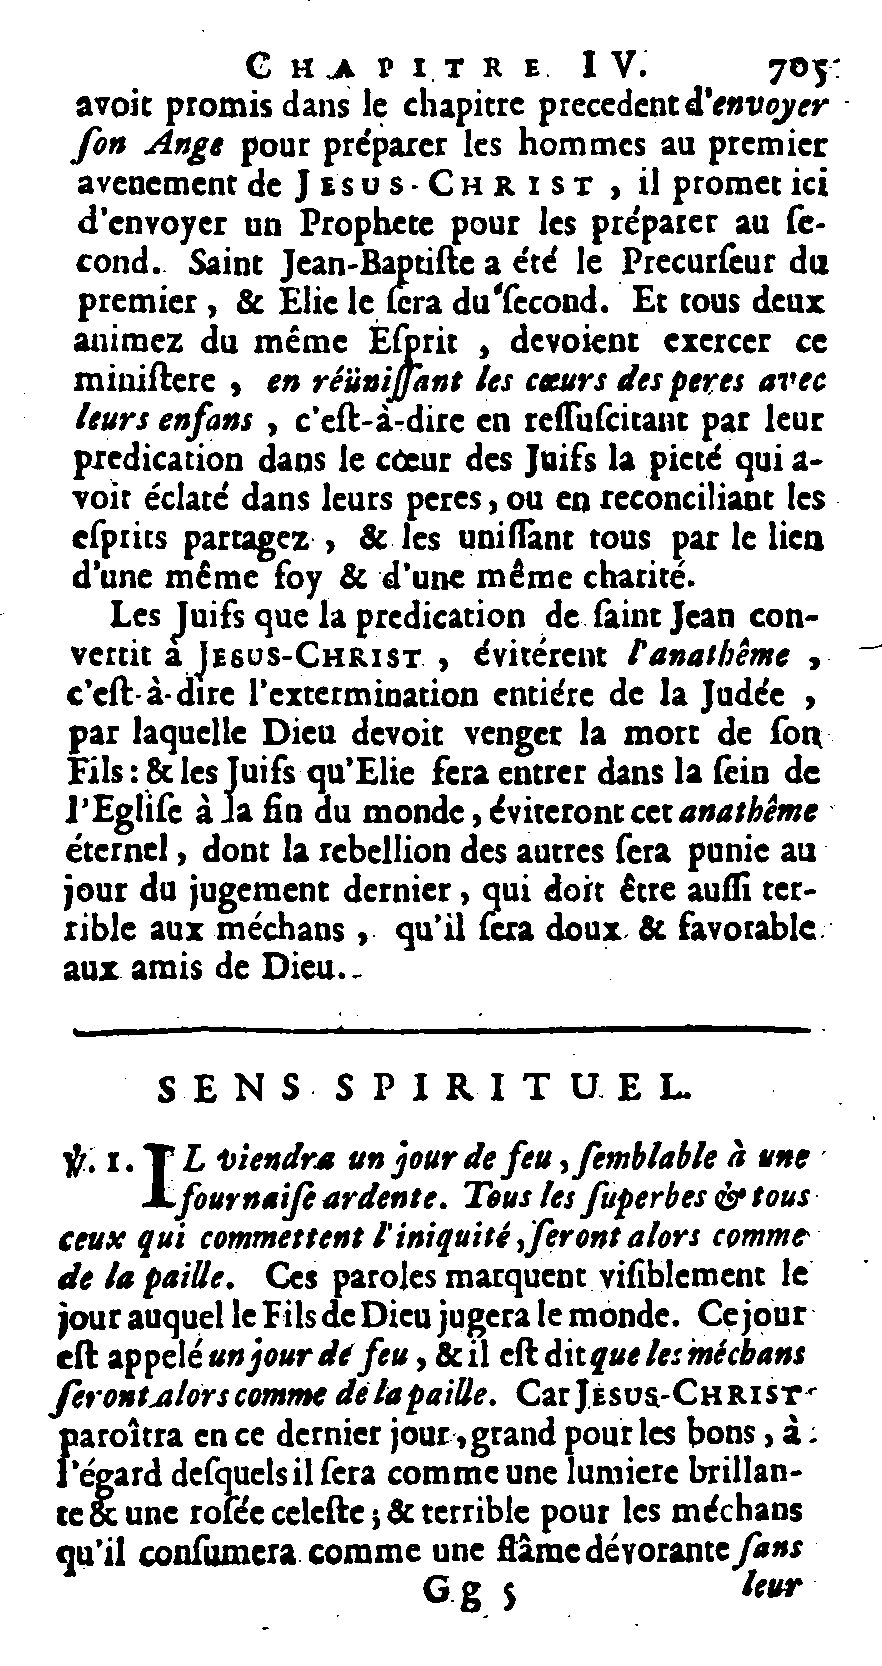 CHAPITRE IV. 705
avoit promis dans le chapitre precedent d'envoyer
ſon Ange pour préparer les hommes au premier
avenement de JESUS-CHRIST, il promet ici
d'envoyer un Prophete pour les préparer au ſe-
cond. Saint Jean-Baptiſte a été le Precurſeur du
premier, & Elie le ſera du ſecond. Et tous deux
animez du même Eſprit, devoient exercer ce
miniſtere, en réüniſſant les cœurs des peres avec
leurs enfans, c'eſt-à-dire en reſſuſcitant par leur
predication dans le cœur des Juifs la pieté qui a-
voit éclaté dans leurs peres, ou en reconciliant les
eſprits partagez, & les uniſſant tous par le lien
d'une même foy & d'une même charité.
Les Juifs que la predication de ſaint Jean con-
vertit à JESUS-CHRIST, évitérent l'anathême,
c'eſt-à-dire l'extermination entiére de la Judée,
par laquelle Dieu devoit venger la mort de ſon
Fils: & les Juifs qu'Elie fera entrer dans la ſein de
l'Egliſe à la fin du monde, éviteront cet anathême
éternel, dont la rebellion des autres ſera punie au
jour du jugement dernier, qui doit être auſſi ter-
rible aux méchans, qu'il ſera doux & favorable
aux amis de Dieu.
SENS SPIRITUEL.
℣. 1. IL viendra un jour de feu, ſemblable à une
fournaiſe ardente. Tous les ſuperbes & tous
ceux qui commettent l'iniquité, ſeront alors comme
de la paille. Ces paroles marquent viſiblement le
jour auquel le Fils de Dieu jugera le monde. Ce jour
eſt appelé un jour de feu, & il eſt dit que les méchans
ſeront alors comme de la paille. Car JESUS-CHRIST
paroîtra en ce dernier jour, grand pour les bons, à
l'égard deſquels il ſera comme une lumiere brillan-
te & une roſée celeſte; & terrible pour les méchans
qu'il conſumera comme une flâme dévorante ſans
Gg 5 leur